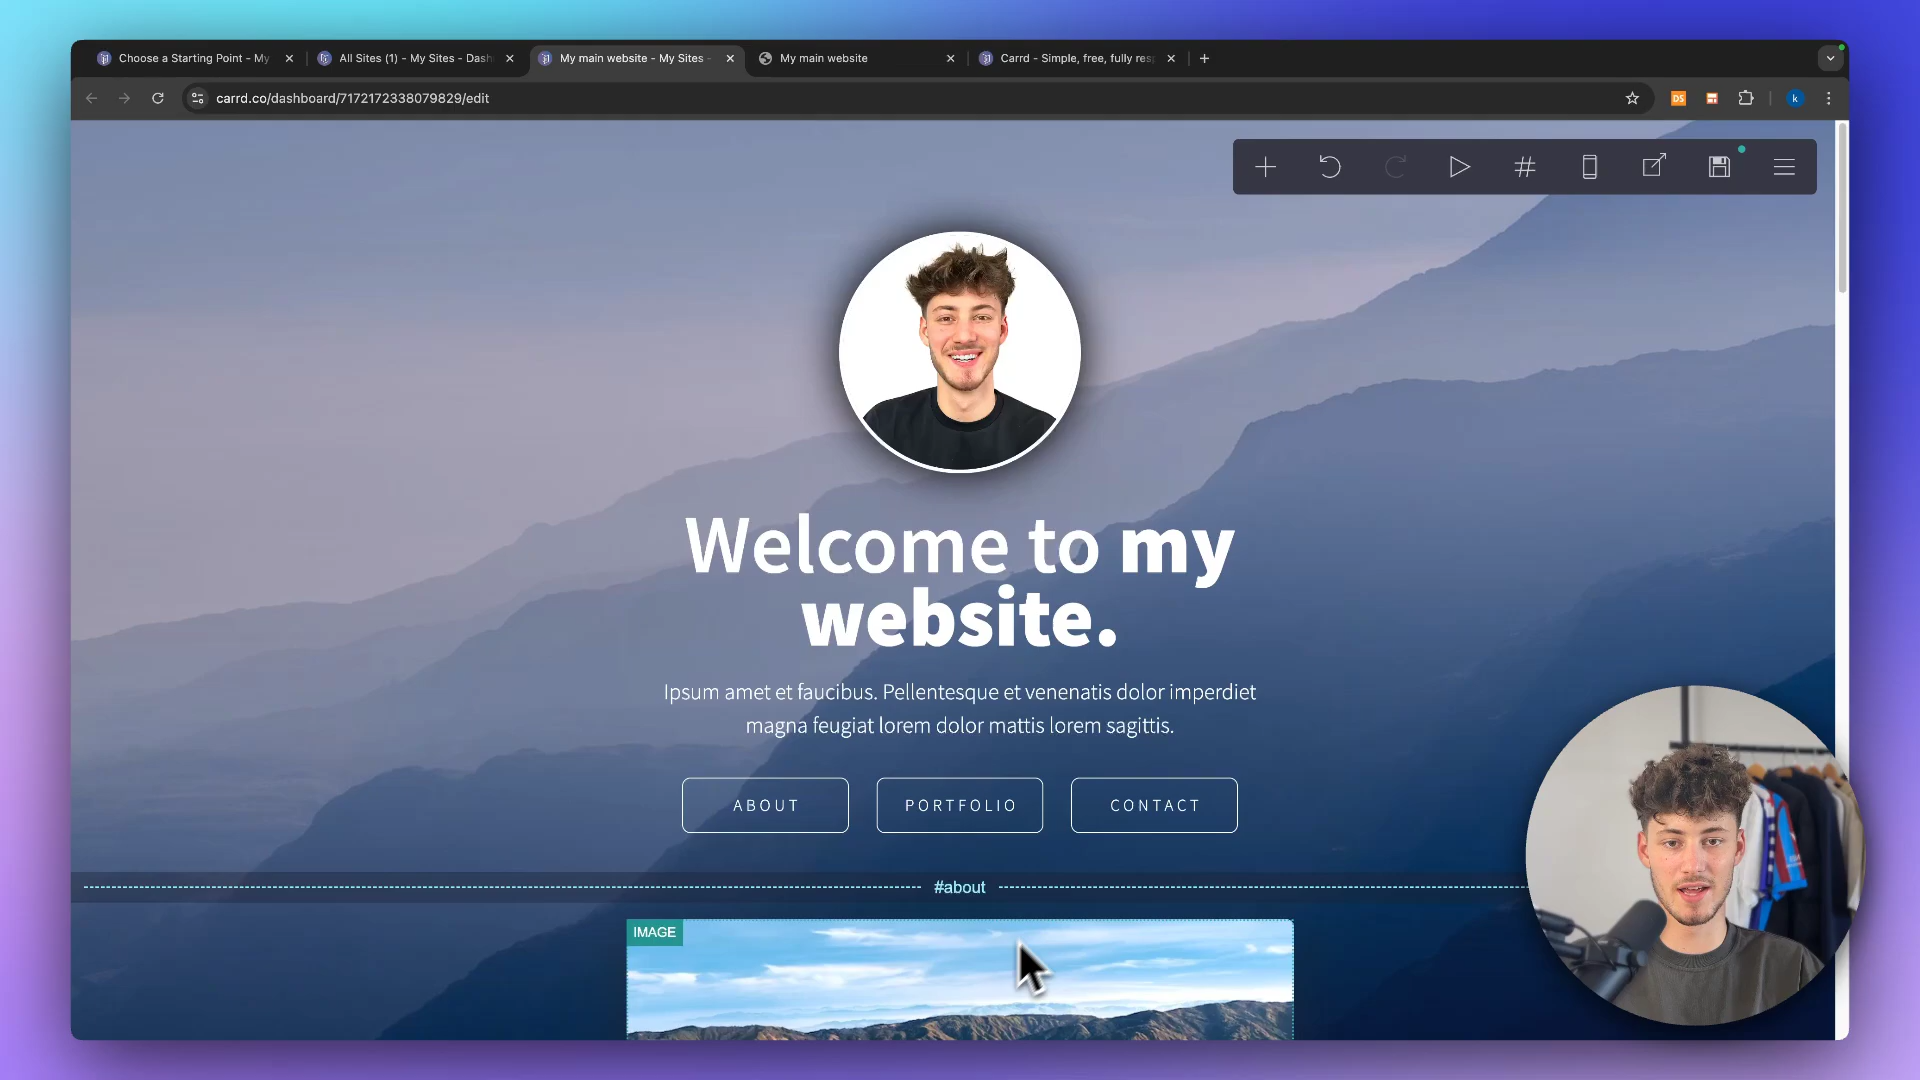 Choose a Starting Point - My
All Sites (1) - My Sites - Dash
My main website - My Sites -
My main website
Carrd - Simple, free, fully resp
carrd.co/dashboard/7172172338079829/edit
DS
k
Welcome to my
website.
Ipsum amet et faucibus. Pellentesque et venenatis dolor imperdiet
magna feugiat lorem dolor mattis lorem sagittis.
ABOUT
PORTFOLIO
CONTACT
#about
IMAGE